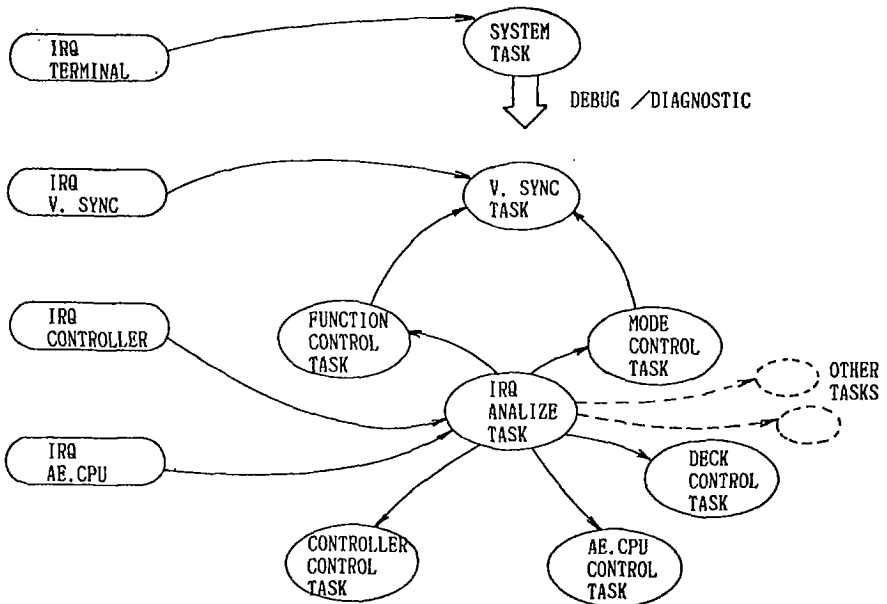 IRQ
TERMINAL
SYSTEM
TASK
DEBUG /DIAGNOSTIC
IRQ
V. SYNC
V. SYNC
TASK
IRQ
CONTROLLER
FUNCTION
CONTROL
TASK
MODE
CONTROL
TASK
OTHER
TASKS
IRQ
ANALIZE
TASK
IRQ
AE.CPU
DECK
CONTROL
TASK
CONTROLLER
CONTROL
TASK
AE.CPU
CONTROL
TASK